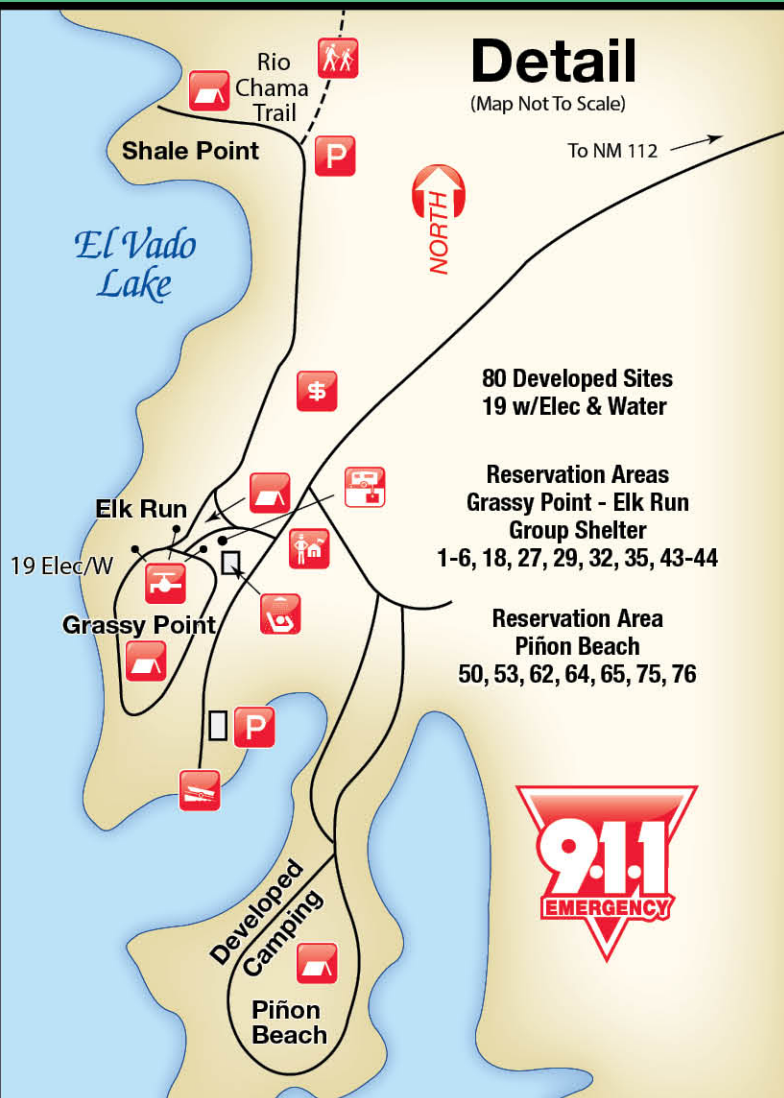 Detail
(Map Not To Scale)
Rio
Chama
Trail
Shale Point
P
To NM 112
NORTH
El Vado
Lake
$
80 Developed Sites
19 w/Elec & Water
Reservation Areas
Grassy Point - Elk Run
Group Shelter
1-6, 18, 27, 29, 32, 35, 43-44
Elk Run
19 Elec/W
Grassy Point
Reservation Area
Piñon Beach
50, 53, 62, 64, 65, 75, 76
P
9.1.1
EMERGENCY
Developed
Camping
Piñon
Beach